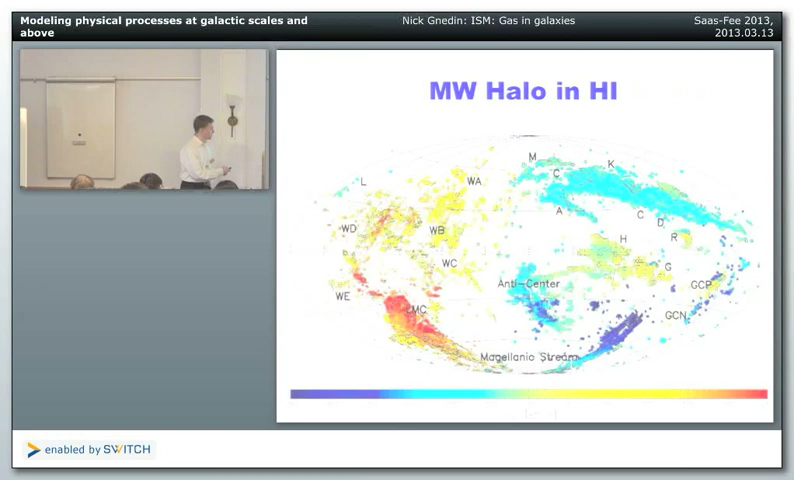 Modeling physical processes at galactic scales and
above
Nick Gnedin: ISM: Gas in galaxies
Saas-Fee 2013,
2013.03.13
MW Halo in HI
M
K
L
WA
C
A
C
D
WD
WB
H
R
WC
G
Anti-Center
GCP
WE
LMC
GCN
Magellanic Stream
enabled by SWITCH